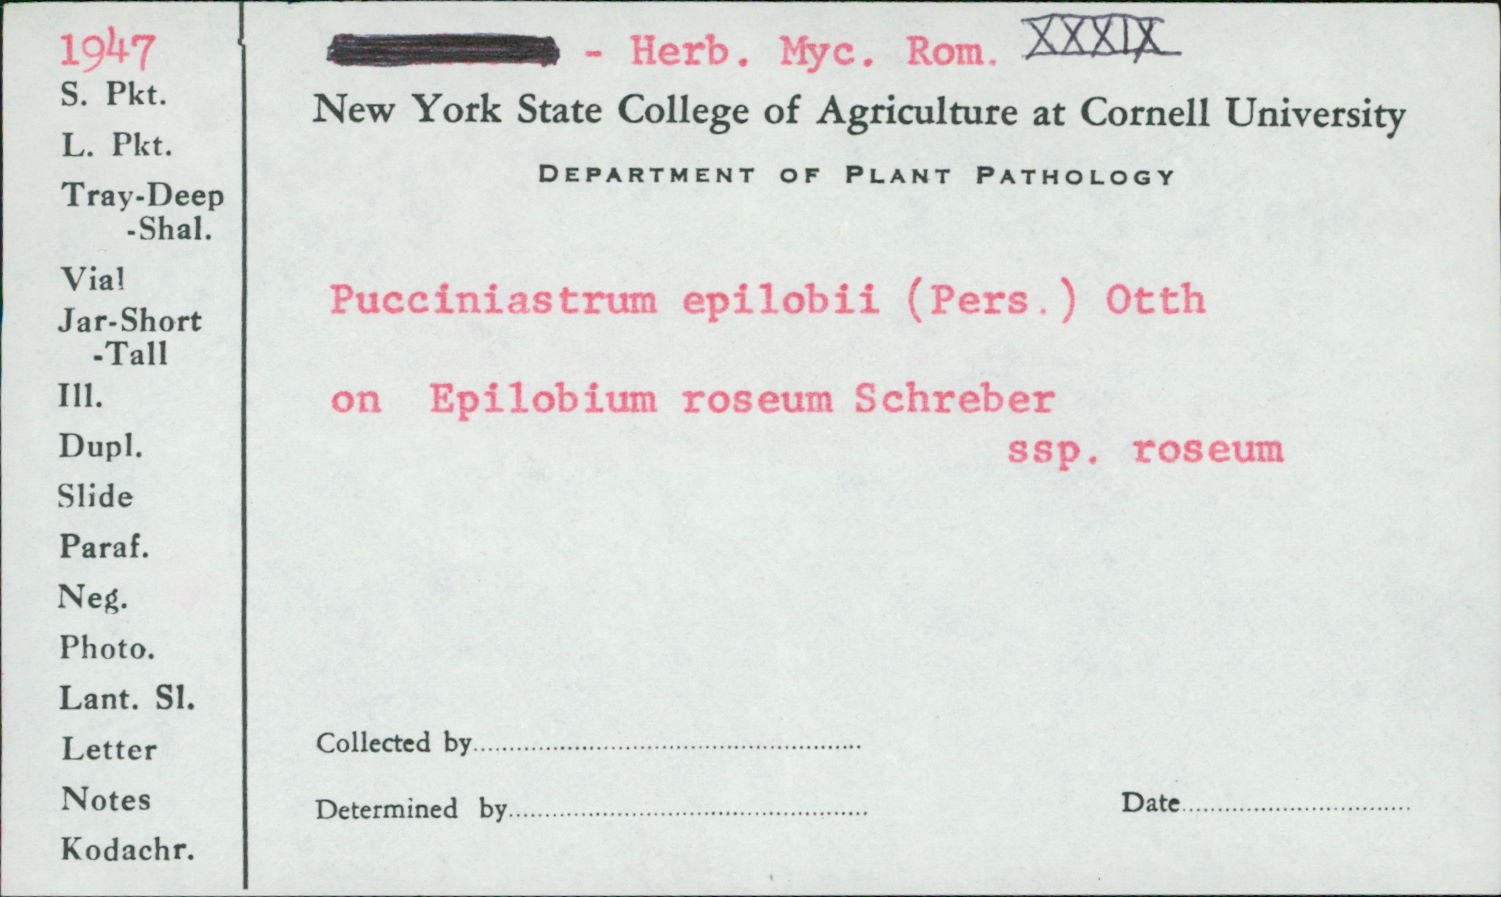 1947
S. Pkt.
L. Pkt.
Tray-Deep
-Shal.
Vial
Jar-Short
-Tall
Ill.
Dupl.
Slide
Paraf.
Neg.
Photo.
Lant. Sl.
Letter
Notes
Kodachr.
- Herb. Myc. Rom. XXXIX
New York State College of Agriculture at Cornell University
DEPARTMENT OF PLANT PATHOLOGY
Pucciniastrum epilobii (Pers.) Otth
on Epilobium roseum Schreber
ssp. roseum
Collected by
Determined by
Date